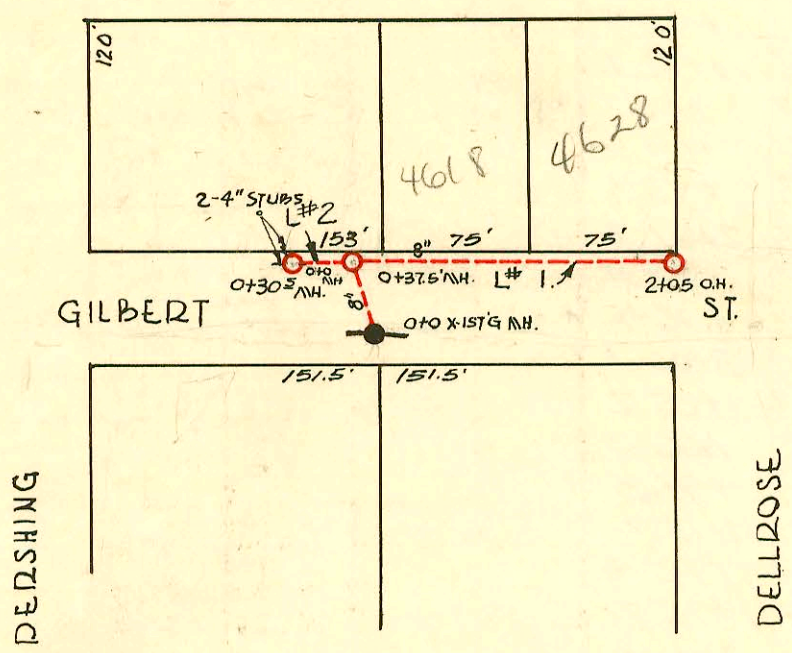 120'
120'
4618
4628
2-4" STUBS
L#2
153'
8"
75'
75'
0+0
MH
0+30⁵
MH.
0+37.5' MH.
L# 1.
2+05 O.H.
8"
GILBERT
ST.
0+0 X-IST'G MH.
151.5'
151.5'
PERSHING
DELLROSE